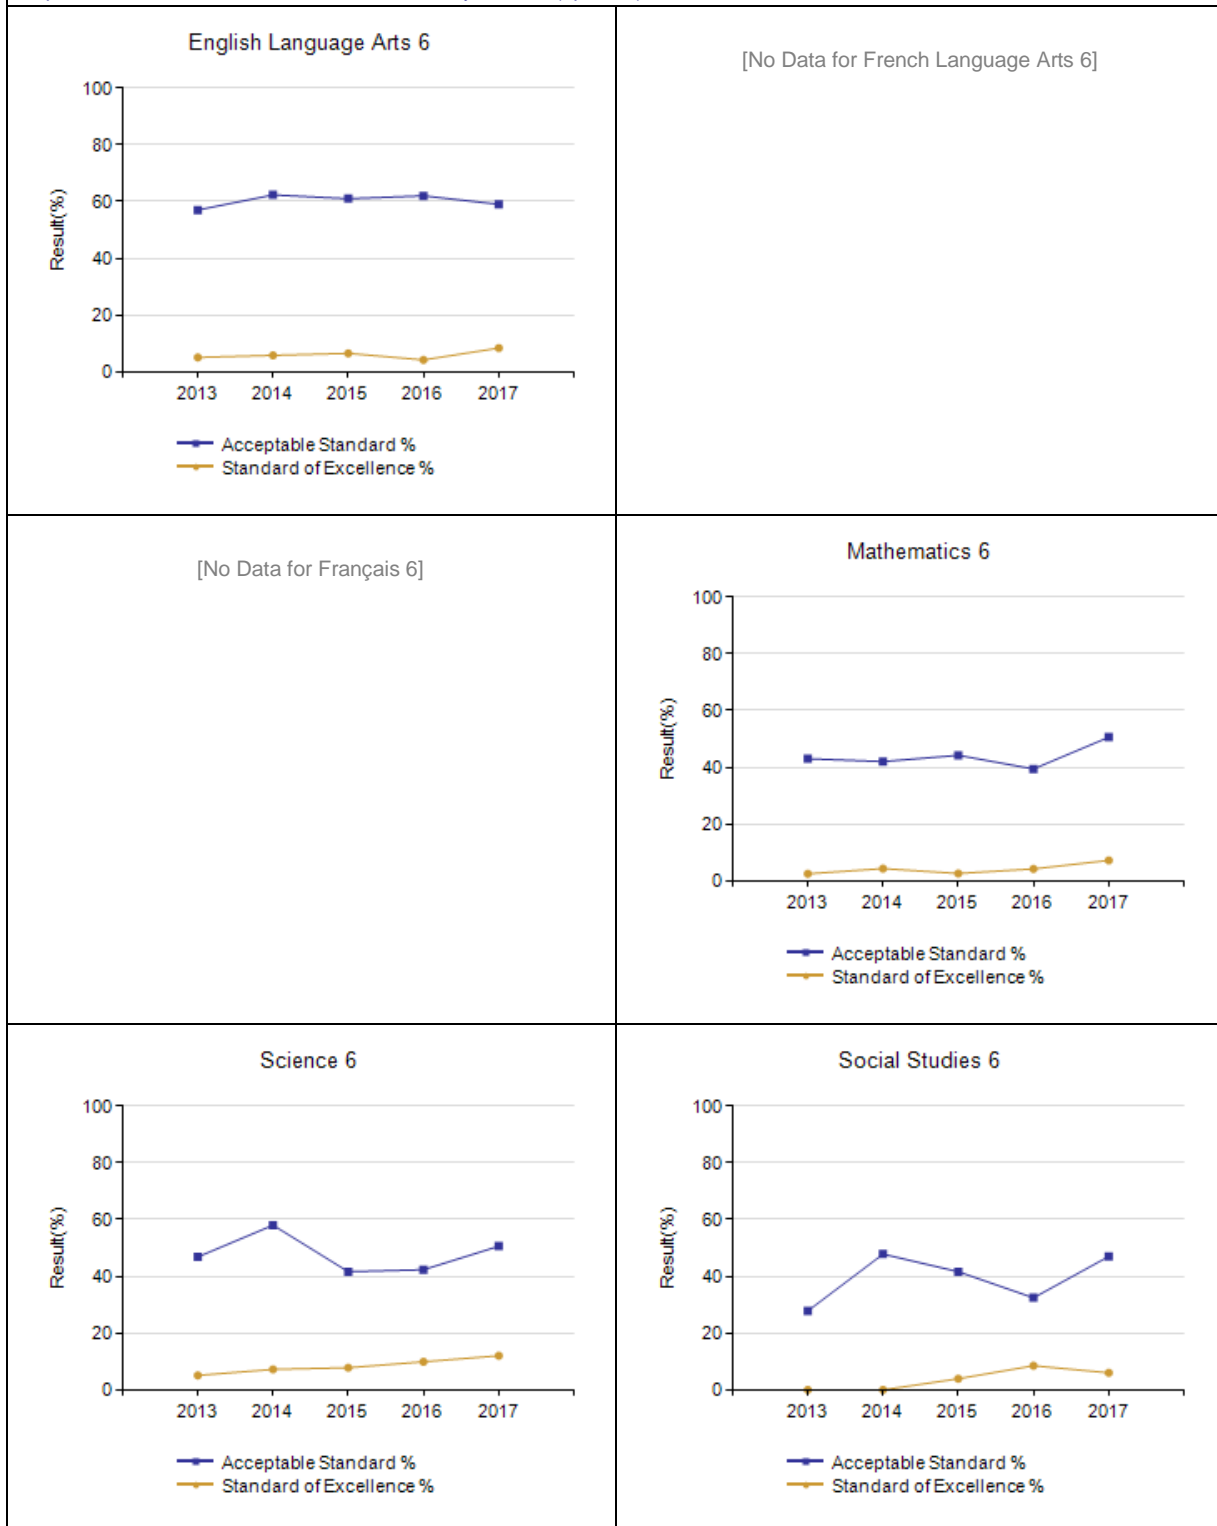 English Language Arts 6
100
80
60
40
20
0
Result(%)
2013 2014 2015 2016 2017
Acceptable Standard %
Standard of Excellence %
[No Data for French Language Arts 6]
[No Data for Français 6]
Mathematics 6
100
80
60
40
20
0
Result(%)
2013 2014 2015 2016 2017
Acceptable Standard %
Standard of Excellence %
Science 6
100
80
60
40
20
0
Result(%)
2013 2014 2015 2016 2017
Acceptable Standard %
Standard of Excellence %
Social Studies 6
100
80
60
40
20
0
Result(%)
2013 2014 2015 2016 2017
Acceptable Standard %
Standard of Excellence %